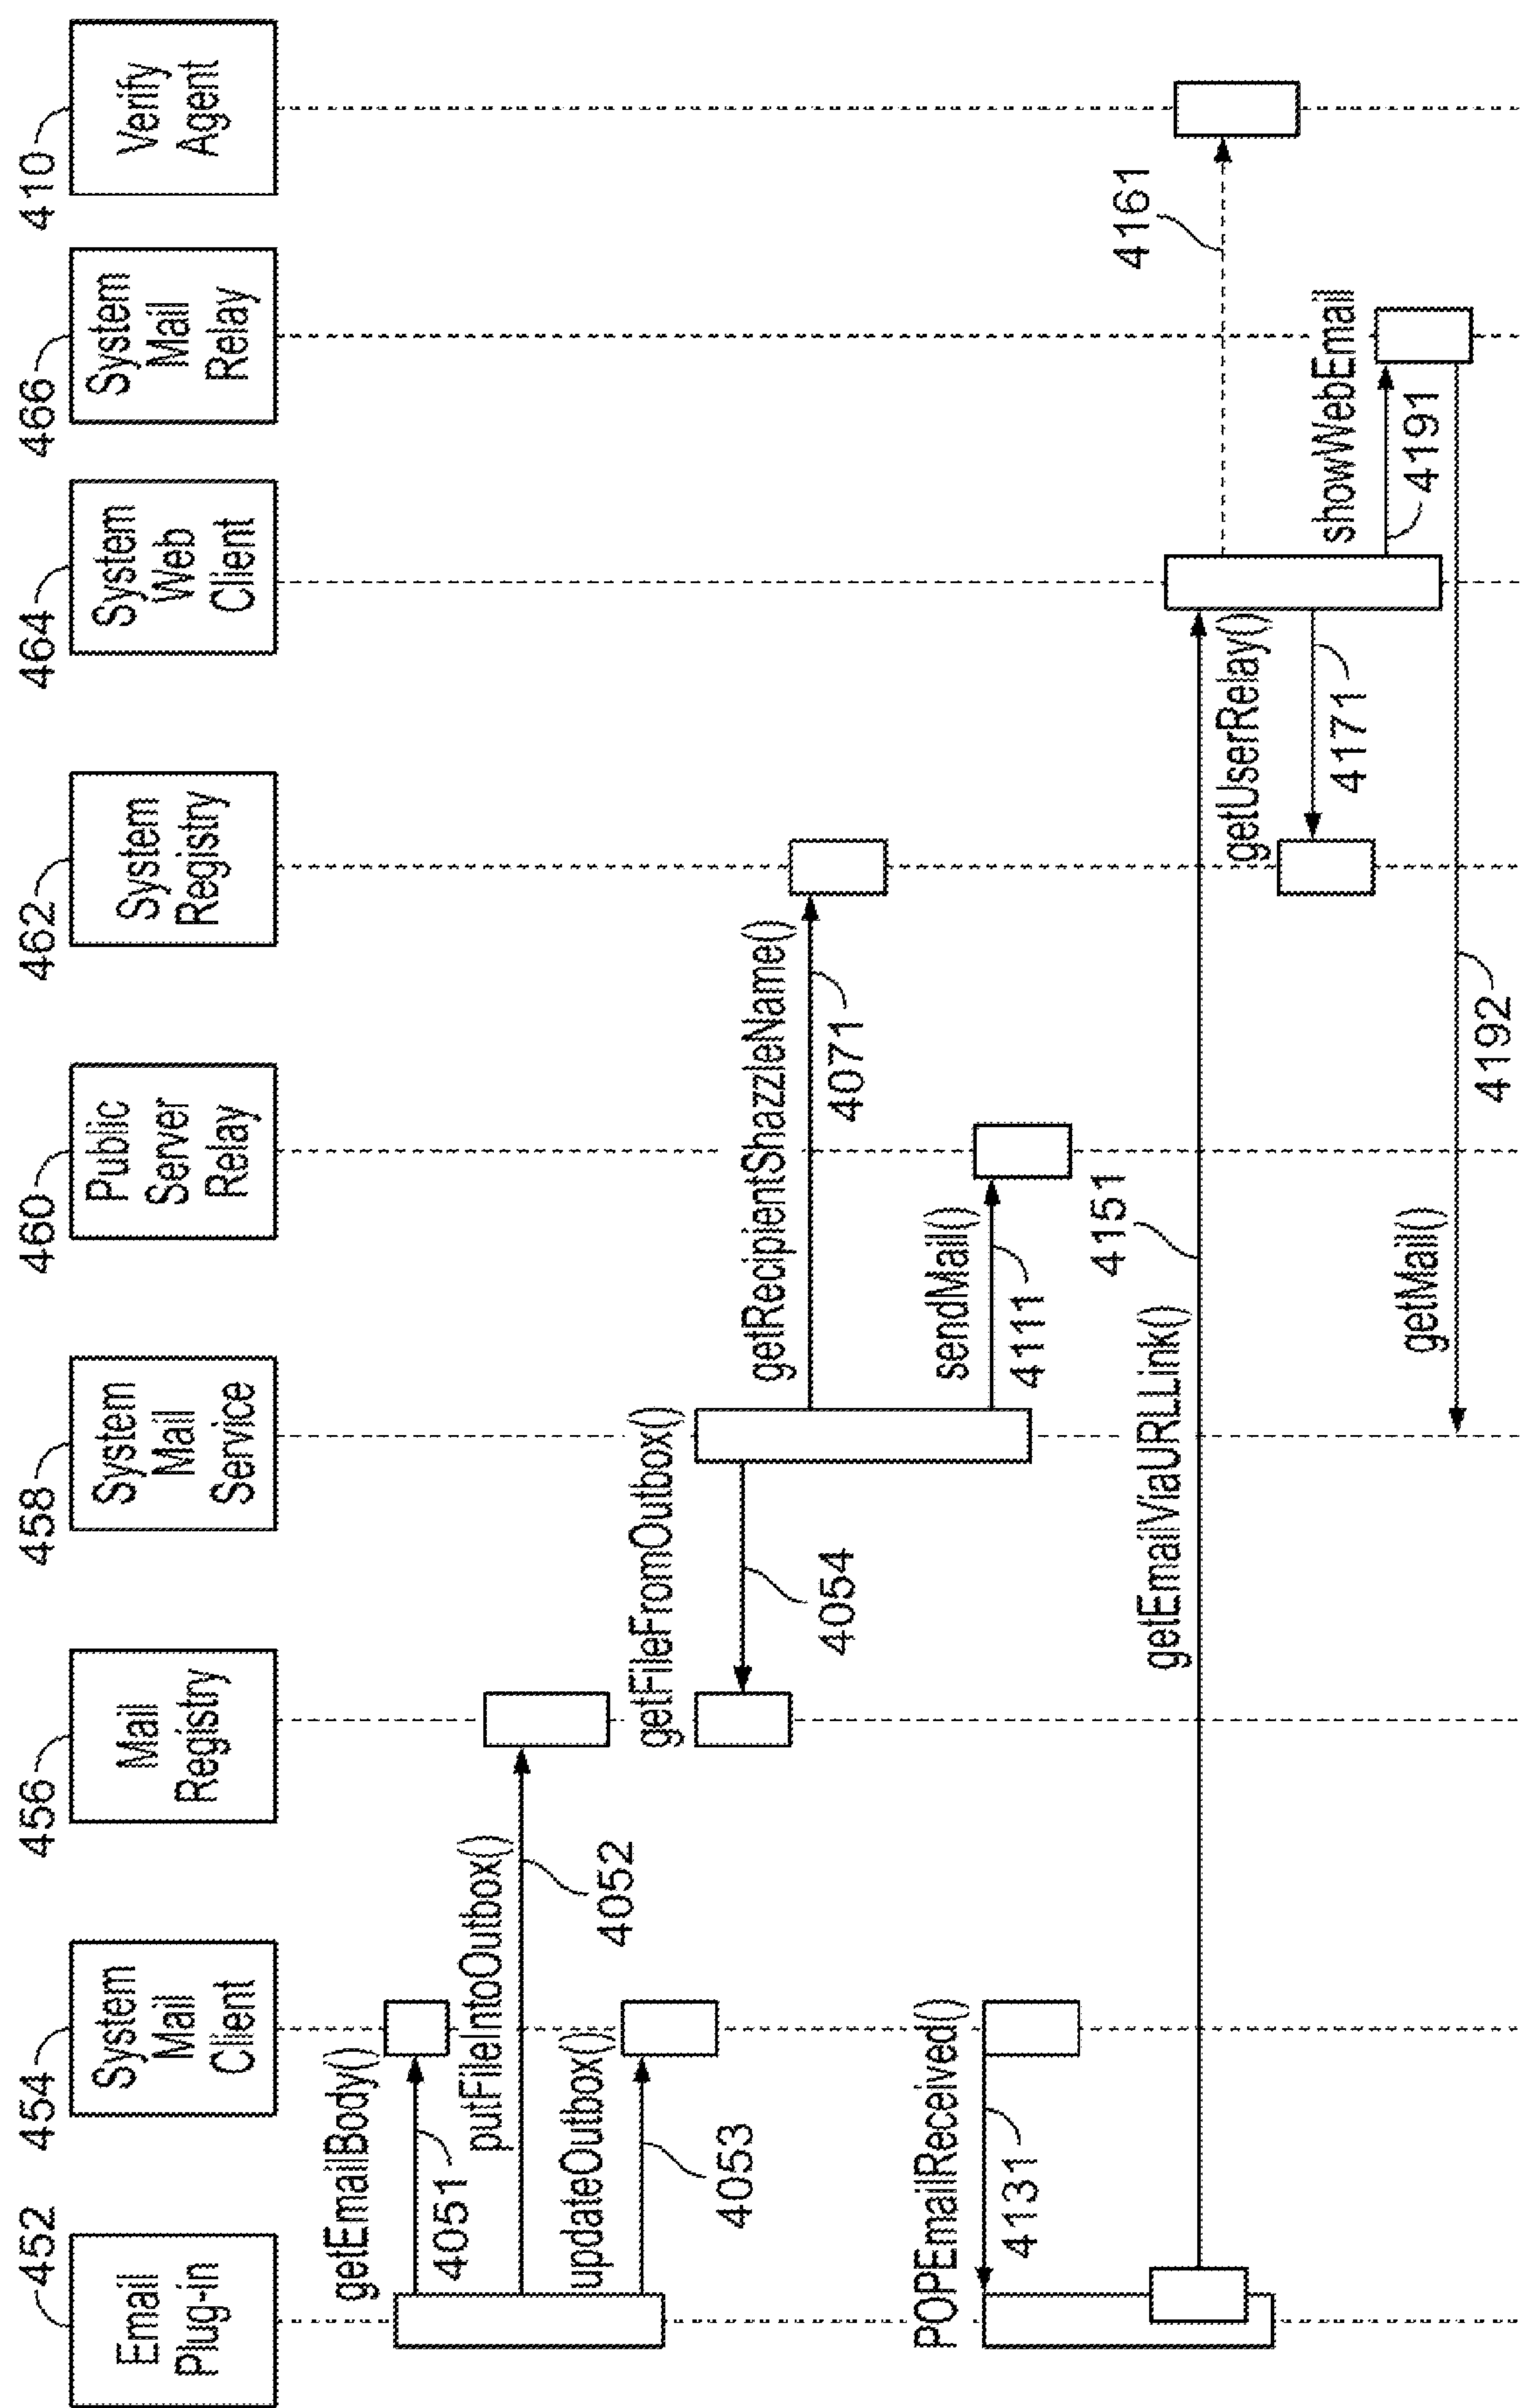 452
Email
Plug-in
454
System
Mail
Client
456
Mail
Registry
458
System
Mail
Service
460
Public
Server
Relay
462
System
Registry
464
System
Web
Client
466
System
Mail
Relay
410
Verify
Agent
getEmailBody()
4051
putFileIntoOutbox()
4052
updateOutbox()
4053
getFileFromOutbox()
4054
getRecipientShazzleName()
4071
sendMail()
4111
POPEmailReceived()
4131
getEmailViaURLLink()
4151
4161
getUserRelay()
4171
showWebEmail
4191
getMail()
4192